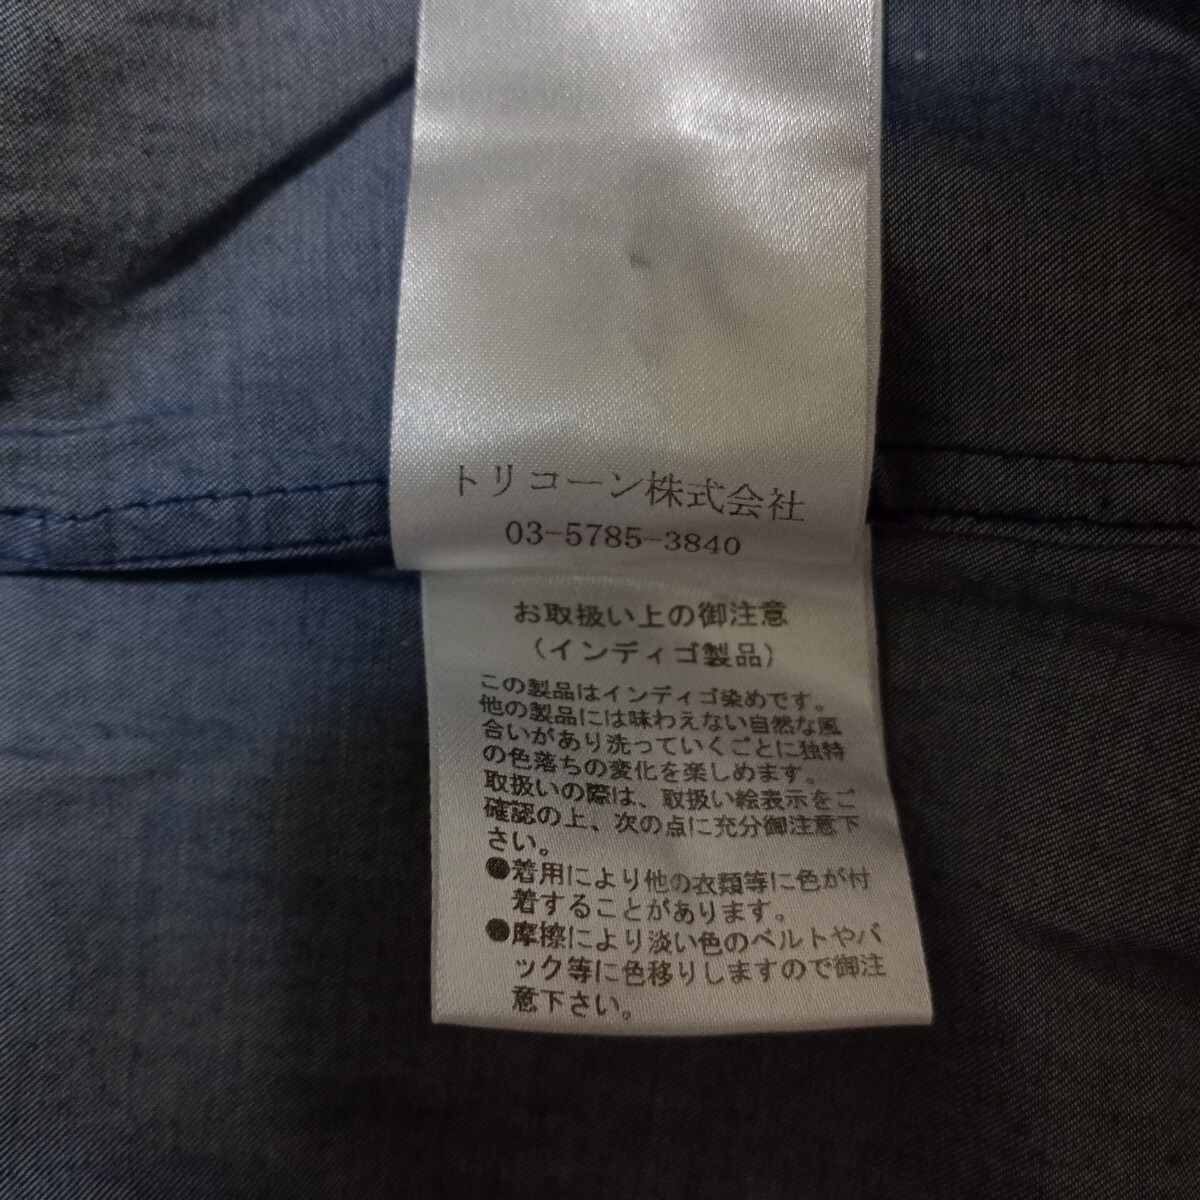 トリコーン株式会社
03-5785-3840
お取扱い上の御注意
(インディゴ製品)
この製品はインディゴ染めです。
他の製品には味わえない自然な風
合いがあり洗っていくごとに独特
の色落ちの変化を楽しめます。
取扱いの際は、取扱い絵表示をご
確認の上、次の点に充分御注意下
さい。
●着用により他の衣類等に色が付
着することがあります。
●摩擦により淡い色のベルトやバ
ック等に色移りしますので御注
意下さい。